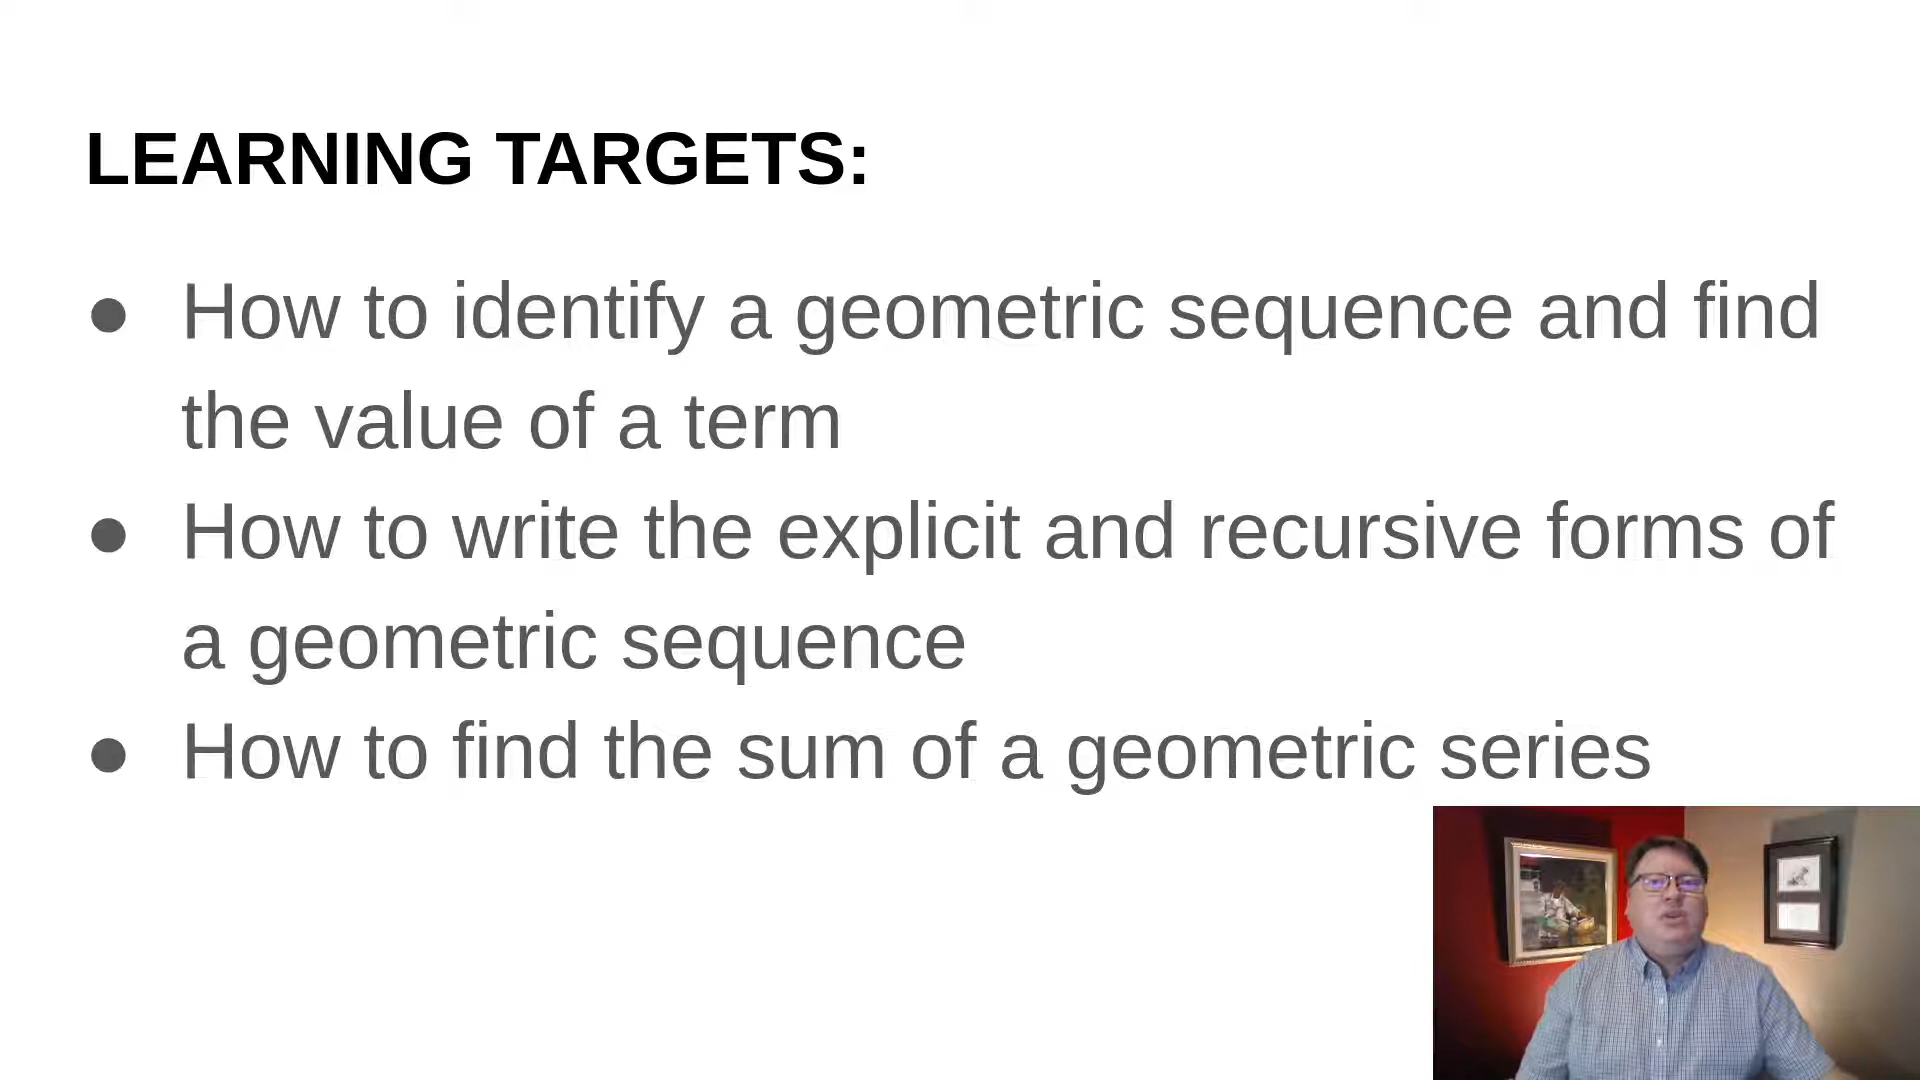 LEARNING TARGETS:
● How to identify a geometric sequence and find
the value of a term
● How to write the explicit and recursive forms of
a geometric sequence
● How to find the sum of a geometric series